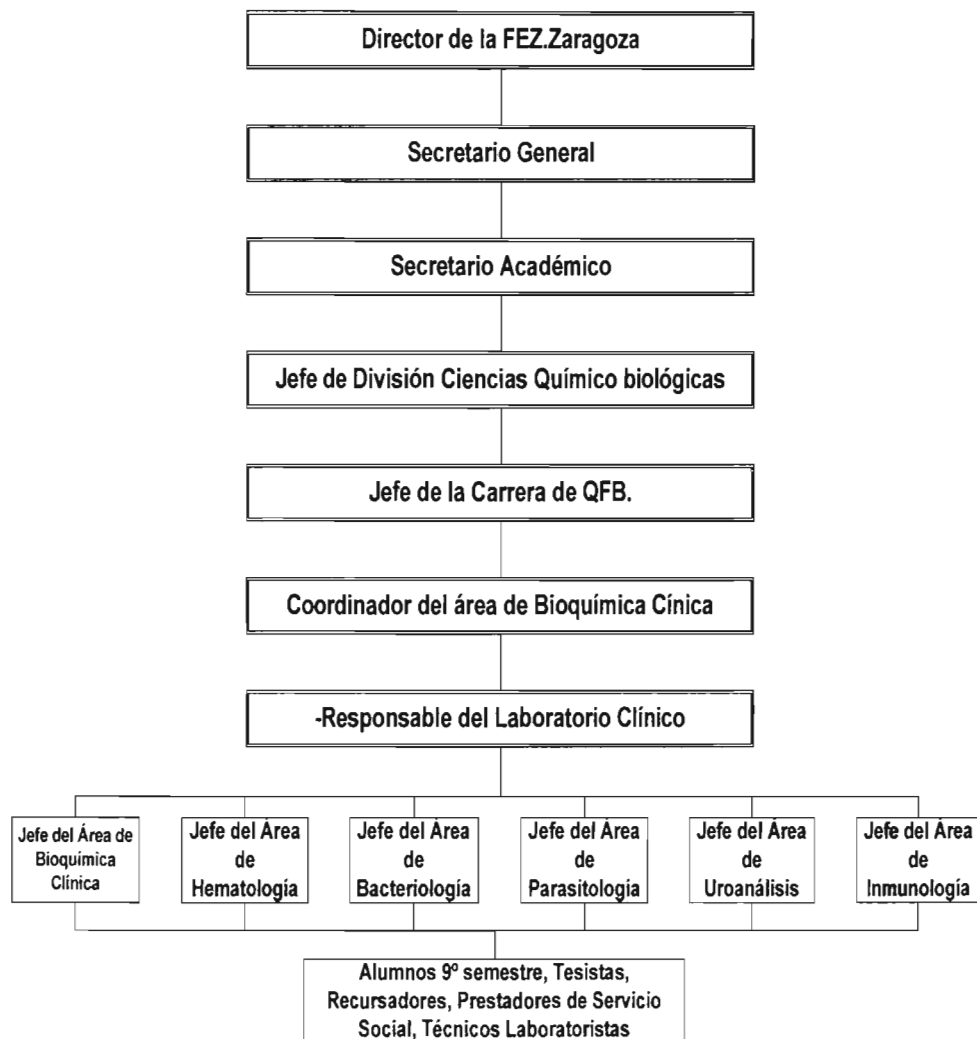 Director de la FEZ.Zaragoza
Secretario General
Secretario Académico
Jefe de División Ciencias Químico biológicas
Jefe de la Carrera de QFB.
Coordinador del área de Bioquímica Cínica
-Responsable del Laboratorio Clínico
Jefe del Área de
Bioquímica
Clínica
Jefe del Área
de
Hematología
Jefe del Área
de
Bacteriología
Jefe del Área
de
Parasitología
Jefe del Área
de
Uroanálisis
Jefe del Área
de
Inmunología
Alumnos 9º semestre, Tesistas,
Recursadores, Prestadores de Servicio
Social, Técnicos Laboratoristas